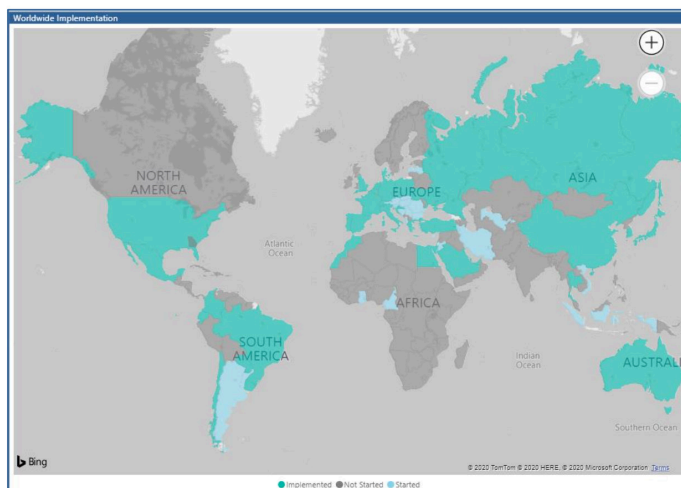 Worldwide Implementation
NORTH
AMERICA
EUROPE
ASIA
Atlantic
Ocean
AFRICA
SOUTH
AMERICA
Indian
Ocean
AUSTRALI
Southern Ocean
Bing
© 2020 TomTom © 2020 HERE, © 2020 Microsoft Corporation Terms
Implemented Not Started Started